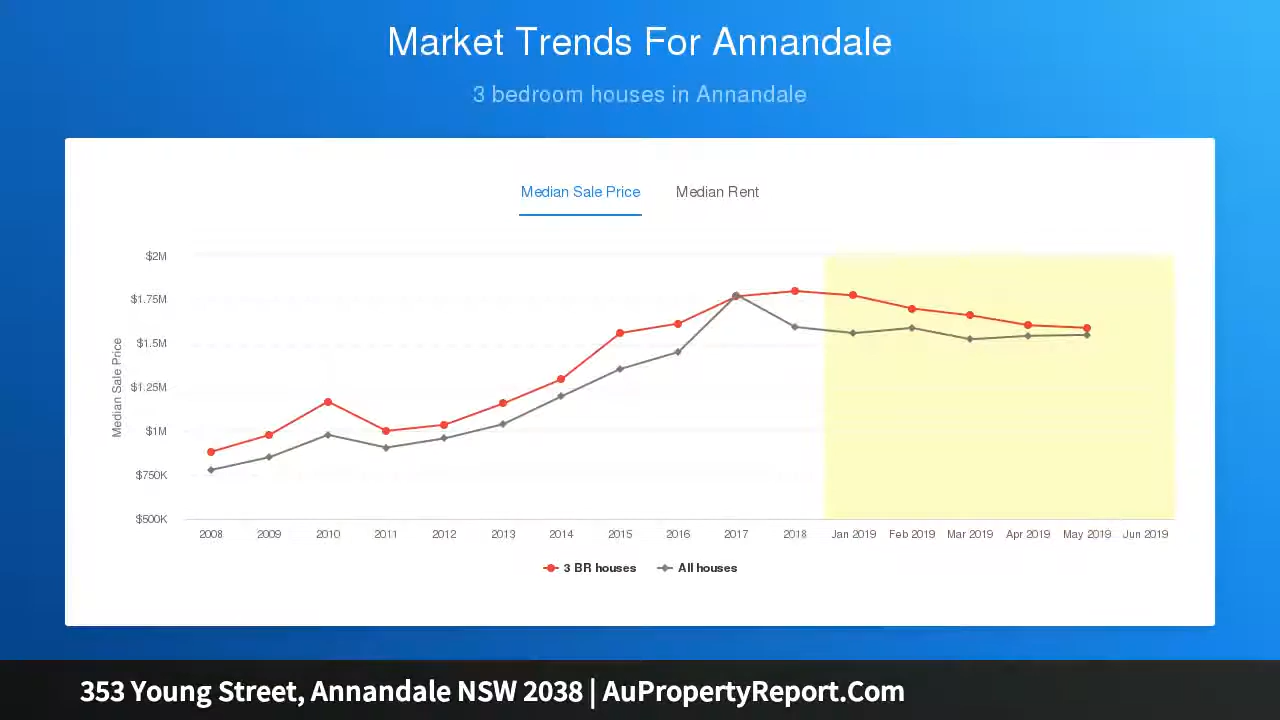 Market Trends For Annandale
3 bedroom houses in Annandale
Median Sale Price Median Rent
Median Sale Price
$2M
$1.75M
$1.5M
$1.25M
$1M
$750K
$500K
2008 2009 2010 2011 2012 2013 2014 2015 2016 2017 2018 Jan 2019 Feb 2019 Mar 2019 Apr 2019 May 2019 Jun 2019
3 BR houses All houses
353 Young Street, Annandale NSW 2038 | AuPropertyReport.Com